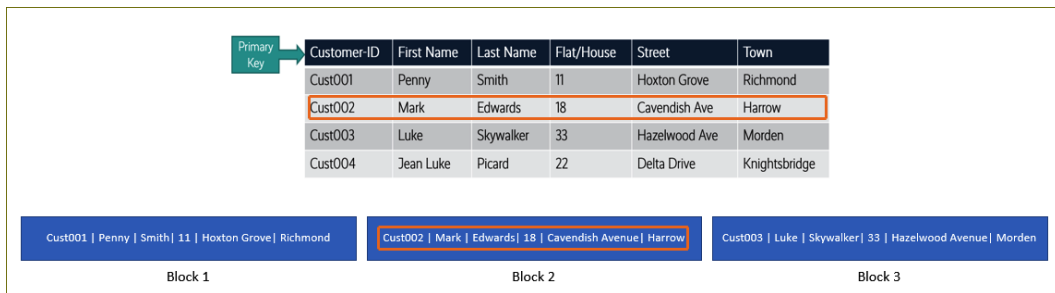 Primary Key
Customer-ID First Name Last Name Flat/House Street Town
Cust001 Penny Smith 11 Hoxton Grove Richmond
Cust002 Mark Edwards 18 Cavendish Ave Harrow
Cust003 Luke Skywalker 33 Hazelwood Ave Morden
Cust004 Jean Luke Picard 22 Delta Drive Knightsbridge
Cust001 | Penny | Smith| 11 | Hoxton Grove| Richmond
Cust002 | Mark | Edwards| 18 | Cavendish Avenue| Harrow
Cust003 | Luke | Skywalker| 33 | Hazelwood Avenue| Morden
Block 1
Block 2
Block 3